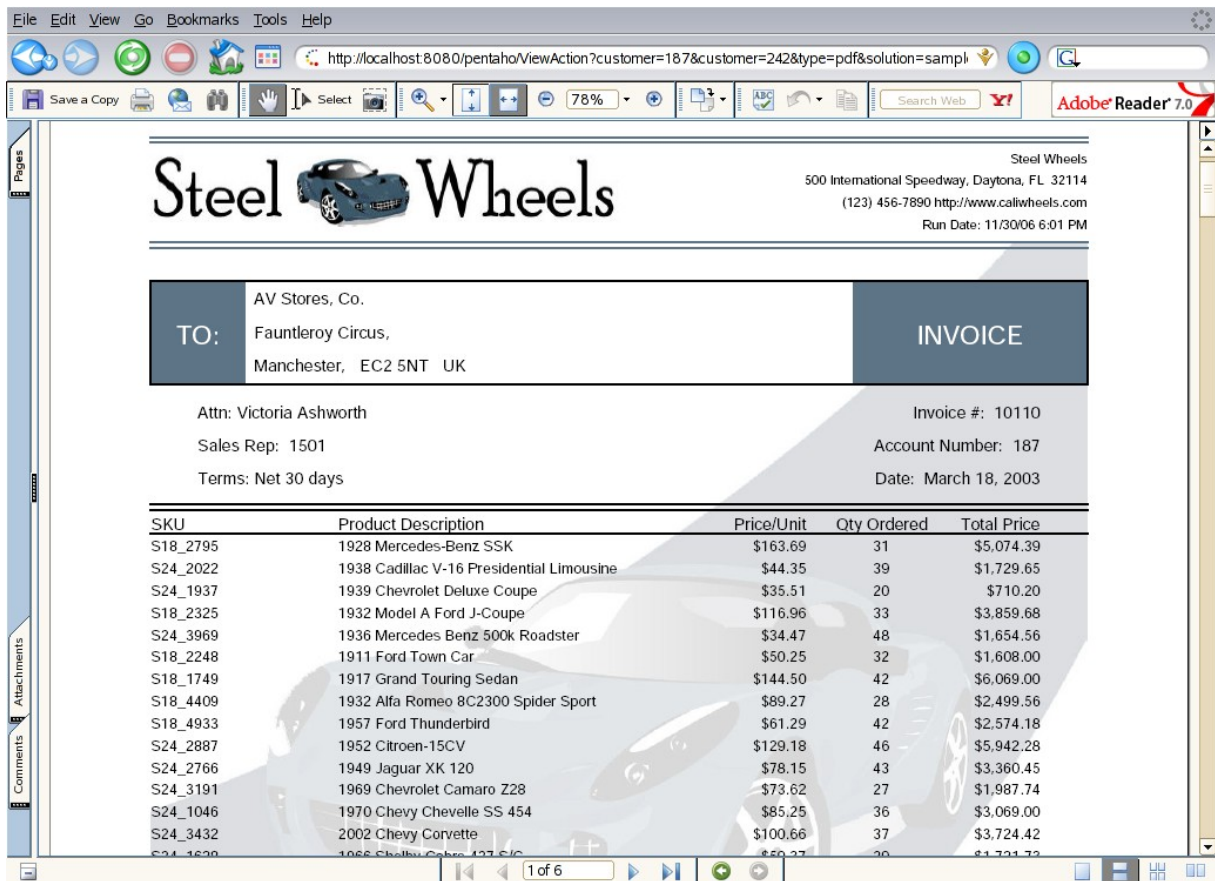 File Edit View Go Bookmarks Tools Help
http://localhost:8080/pentaho/ViewAction?customer=187&customer=242&type=pdf&solution=sampl
G
Save a Copy Select 78% ABC Search Web Y! Adobe Reader 7.0
Pages
Attachments
Comments
Steel Wheels
Steel Wheels
500 International Speedway, Daytona, FL 32114
(123) 456-7890 http://www.caliwheels.com
Run Date: 11/30/06 6:01 PM
TO:
AV Stores, Co.
Fauntleroy Circus,
Manchester, EC2 5NT UK
INVOICE
Attn: Victoria Ashworth Invoice #: 10110
Sales Rep: 1501 Account Number: 187
Terms: Net 30 days Date: March 18, 2003
SKU Product Description Price/Unit Qty Ordered Total Price
S18_2795 1928 Mercedes-Benz SSK $163.69 31 $5,074.39
S24_2022 1938 Cadillac V-16 Presidential Limousine $44.35 39 $1,729.65
S24_1937 1939 Chevrolet Deluxe Coupe $35.51 20 $710.20
S18_2325 1932 Model A Ford J-Coupe $116.96 33 $3,859.68
S24_3969 1936 Mercedes Benz 500k Roadster $34.47 48 $1,654.56
S18_2248 1911 Ford Town Car $50.25 32 $1,608.00
S18_1749 1917 Grand Touring Sedan $144.50 42 $6,069.00
S18_4409 1932 Alfa Romeo 8C2300 Spider Sport $89.27 28 $2,499.56
S18_4933 1957 Ford Thunderbird $61.29 42 $2,574.18
S24_2887 1952 Citroen-15CV $129.18 46 $5,942.28
S24_2766 1949 Jaguar XK 120 $78.15 43 $3,360.45
S24_3191 1969 Chevrolet Camaro Z28 $73.62 27 $1,987.74
S24_1046 1970 Chevy Chevelle SS 454 $85.25 36 $3,069.00
S24_3432 2002 Chevy Corvette $100.66 37 $3,724.42
S24_1628 1966 Shelby Cobra 427 S/C
1 of 6